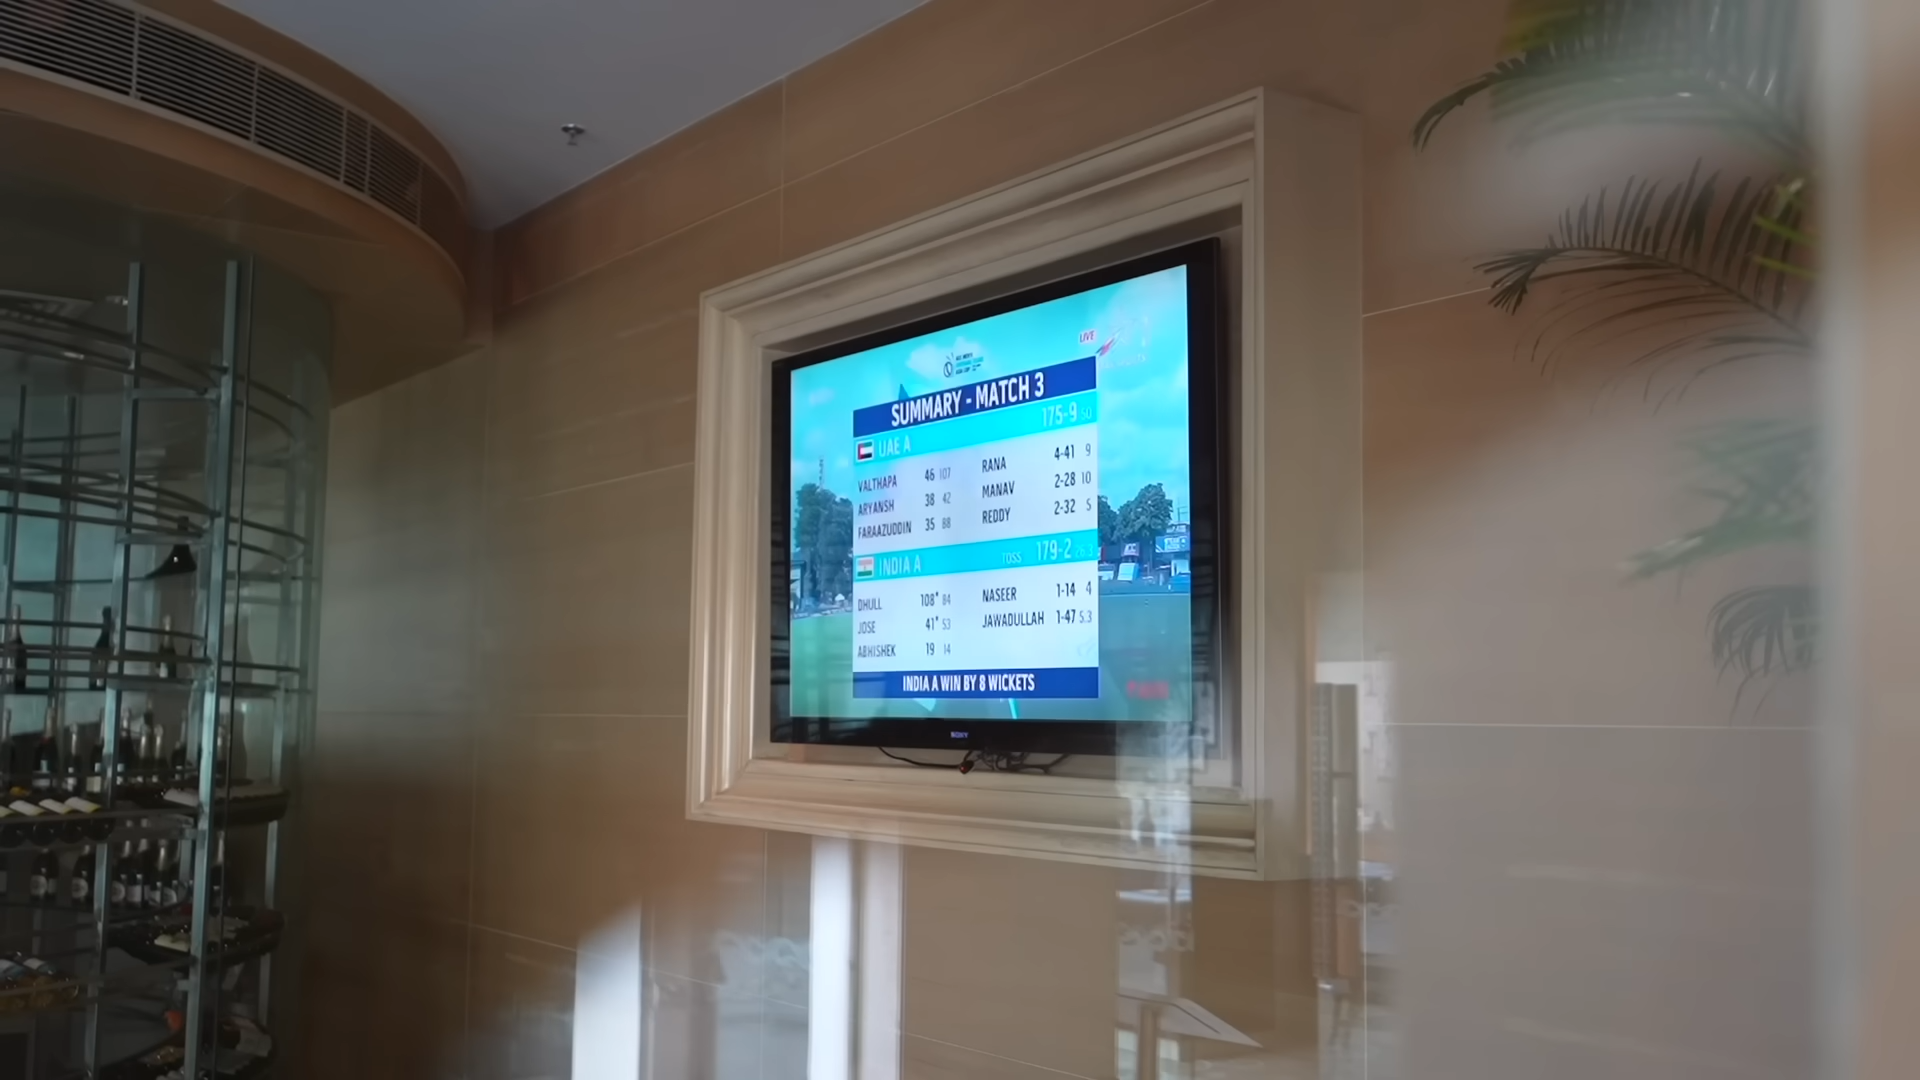 LIVE
SUMMARY - MATCH 3
UAE A 175-9 50
VALTHAPA 46 107 RANA 4-41 9
ARYANSH 38 42 MANAV 2-28 10
FARAAZUDDIN 35 88 REDDY 2-32 5
INDIA A TOSS 179-2 26.3
DHULL 108* 84 NASEER 1-14 4
JOSE 41* 53 JAWADULLAH 1-47 5.3
ABHISHEK 19 14
INDIA A WIN BY 8 WICKETS
SONY